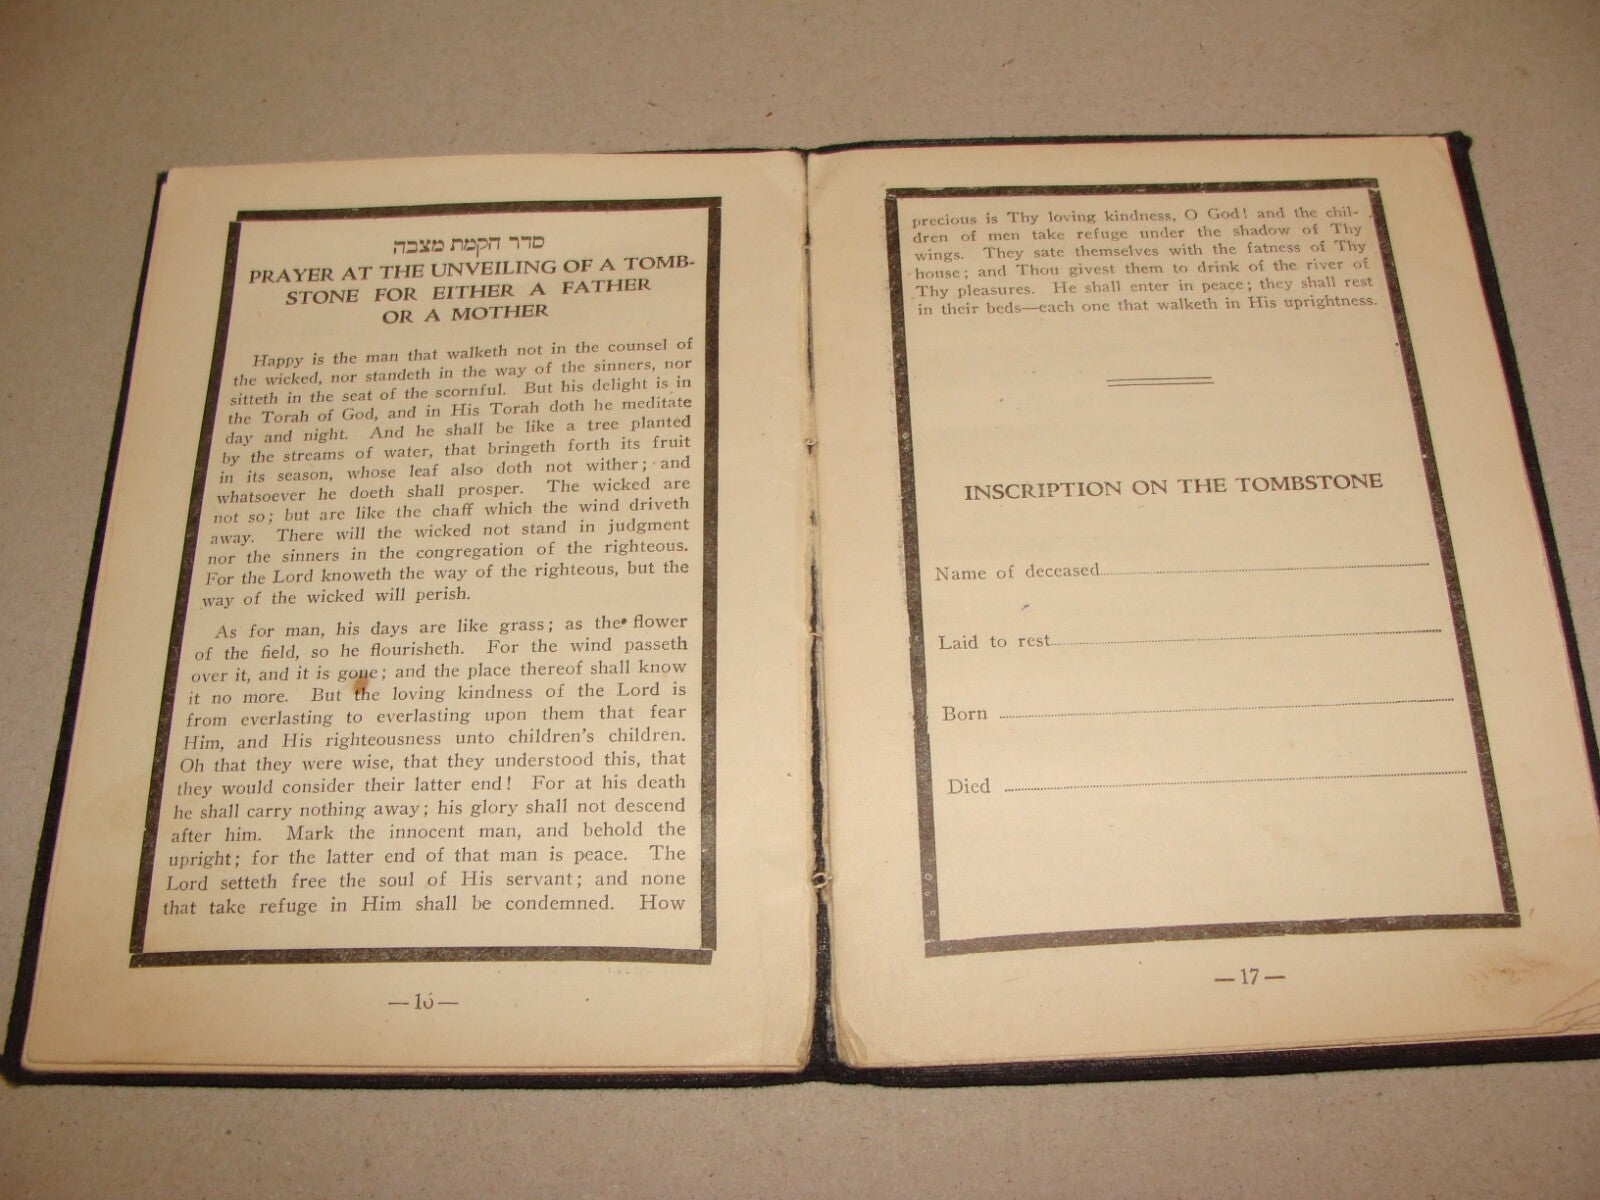 סדר הקמת מצבה
PRAYER AT THE UNVEILING OF A TOMB-
STONE FOR EITHER A FATHER
OR A MOTHER
Happy is the man that walketh not in the counsel of
the wicked, nor standeth in the way of the sinners, nor
sitteth in the seat of the scornful. But his delight is in
the Torah of God, and in His Torah doth he meditate
day and night. And he shall be like a tree planted
by the streams of water, that bringeth forth its fruit
in its season, whose leaf also doth not wither; and
whatsoever he doeth shall prosper. The wicked are
not so; but are like the chaff which the wind driveth
away. There will the wicked not stand in judgment
nor the sinners in the congregation of the righteous.
For the Lord knoweth the way of the righteous, but the
way of the wicked will perish.
As for man, his days are like grass; as the flower
of the field, so he flourisheth. For the wind passeth
over it, and it is gone; and the place thereof shall know
it no more. But the loving kindness of the Lord is
from everlasting to everlasting upon them that fear
Him, and His righteousness unto children's children.
Oh that they were wise, that they understood this, that
they would consider their latter end! For at his death
he shall carry nothing away; his glory shall not descend
after him. Mark the innocent man, and behold the
upright; for the latter end of that man is peace. The
Lord setteth free the soul of His servant; and none
that take refuge in Him shall be condemned. How
—16—
precious is Thy loving kindness, O God! and the chil-
dren of men take refuge under the shadow of Thy
wings. They sate themselves with the fatness of Thy
house; and Thou givest them to drink of the river of
Thy pleasures. He shall enter in peace; they shall rest
in their beds—each one that walketh in His uprightness.
INSCRIPTION ON THE TOMBSTONE
Name of deceased
Laid to rest
Born
Died
—17—